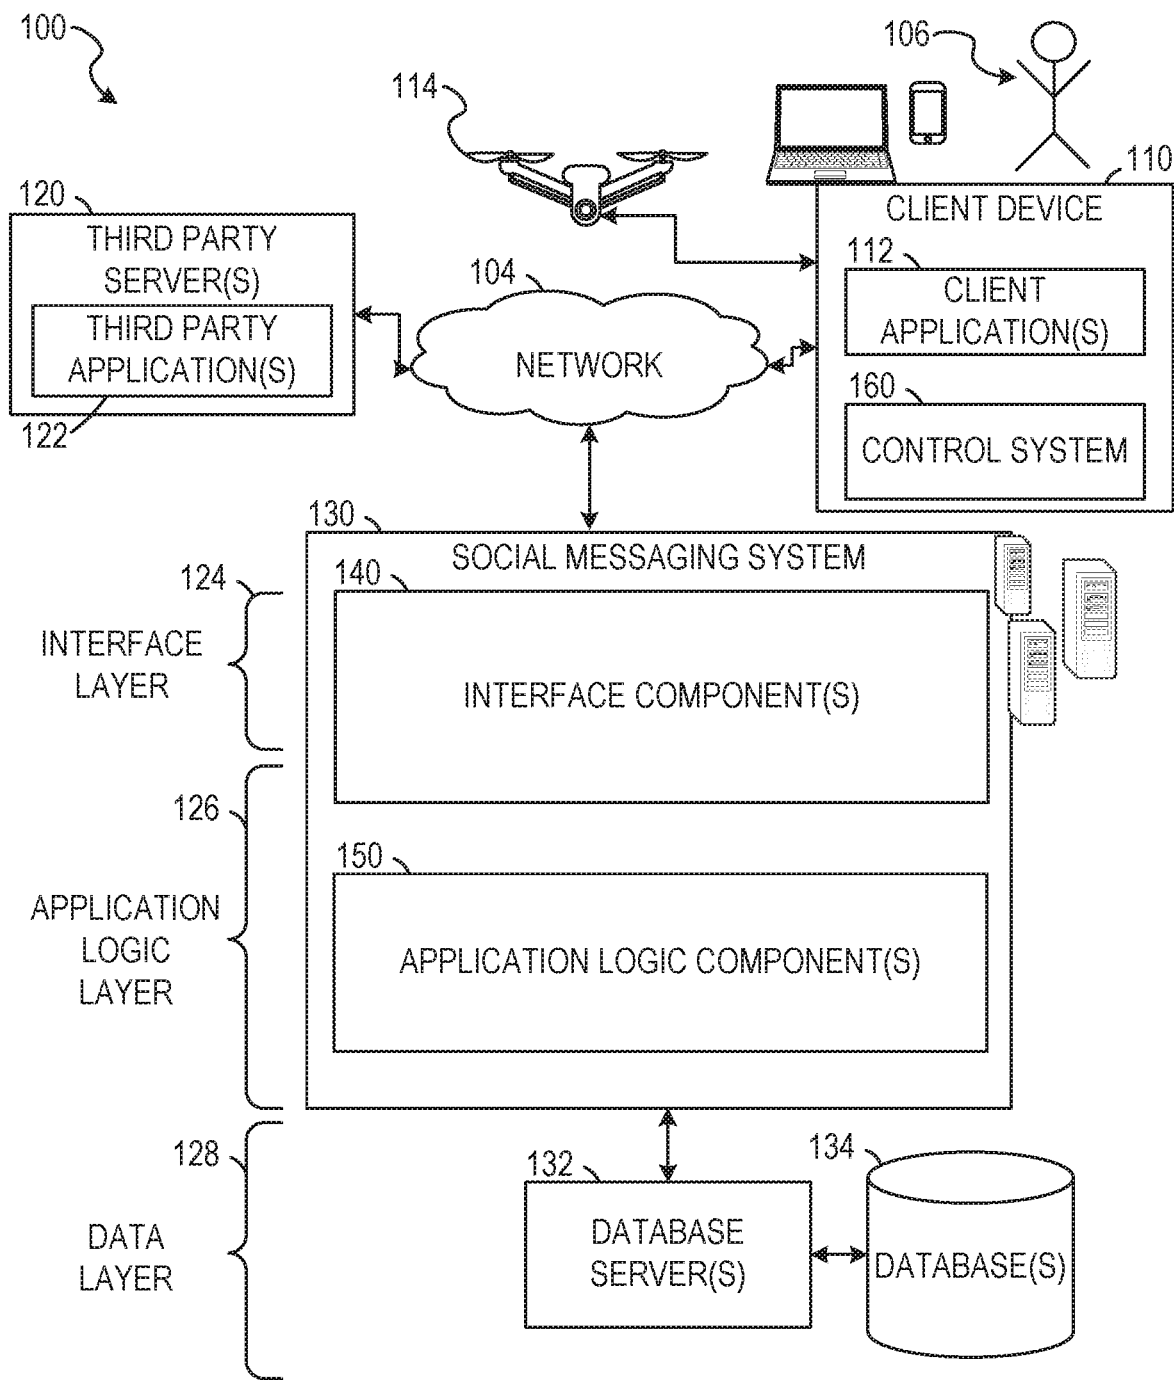 100
106
114
110
120
CLIENT DEVICE
THIRD PARTY
SERVER(S)
112
104
CLIENT
APPLICATION(S)
THIRD PARTY
APPLICATION(S)
NETWORK
160
122
CONTROL SYSTEM
130
SOCIAL MESSAGING SYSTEM
124
140
INTERFACE
LAYER
INTERFACE COMPONENT(S)
126
150
APPLICATION
LOGIC
LAYER
APPLICATION LOGIC COMPONENT(S)
128
132
134
DATA
LAYER
DATABASE
SERVER(S)
DATABASE(S)